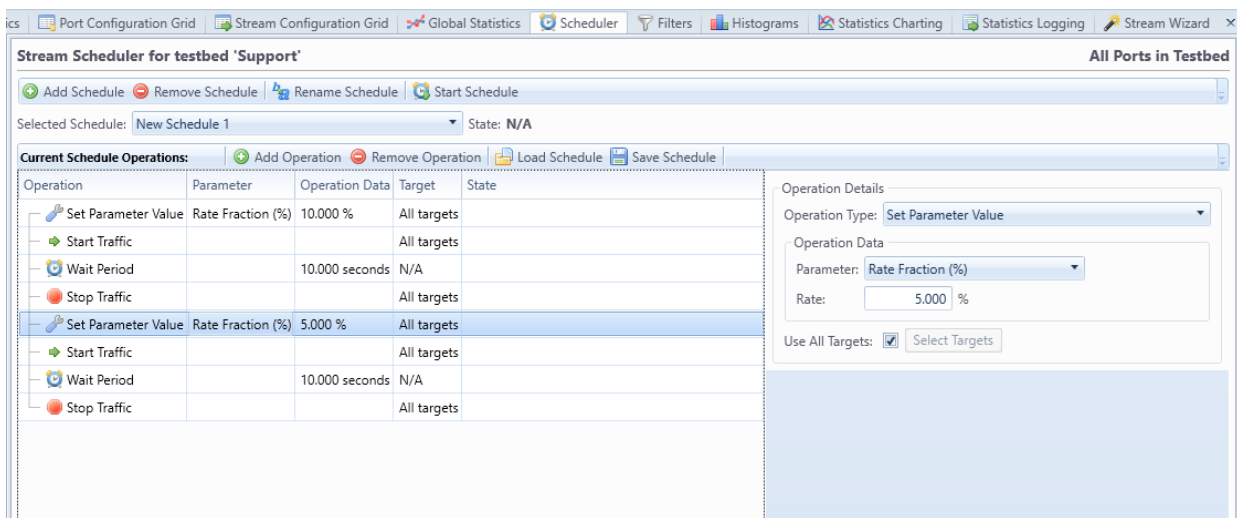 ics Port Configuration Grid Stream Configuration Grid Global Statistics Scheduler Filters Histograms Statistics Charting Statistics Logging Stream Wizard
Stream Scheduler for testbed 'Support' All Ports in Testbed
Add Schedule Remove Schedule Rename Schedule Start Schedule
Selected Schedule: New Schedule 1 State: N/A
Current Schedule Operations: Add Operation Remove Operation Load Schedule Save Schedule
Operation Parameter Operation Data Target State
Set Parameter Value Rate Fraction (%) 10.000 % All targets
Start Traffic All targets
Wait Period 10.000 seconds N/A
Stop Traffic All targets
Set Parameter Value Rate Fraction (%) 5.000 % All targets
Start Traffic All targets
Wait Period 10.000 seconds N/A
Stop Traffic All targets
Operation Details
Operation Type: Set Parameter Value
Operation Data
Parameter: Rate Fraction (%)
Rate: 5.000 %
Use All Targets: Select Targets